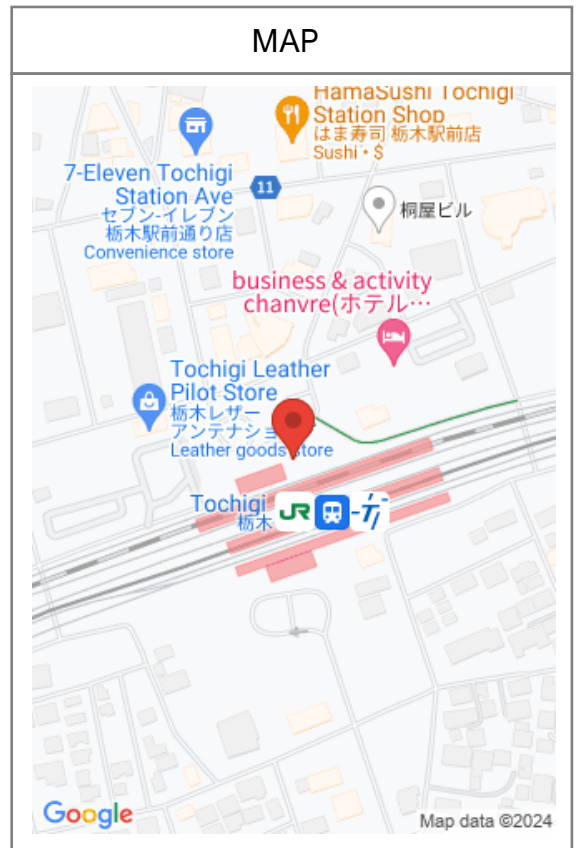 MAP
HamaSushi Tochigi
Station Shop
はま寿司 栃木駅前店
Sushi • $
7-Eleven Tochigi
Station Ave
セブン-イレブン
栃木駅前通り店
Convenience store
11
桐屋ビル
business & activity
chanvre(ホテル…
Tochigi Leather
Pilot Store
栃木レザー
アンテナショ
Leather goods store
Tochigi
栃木
JR
Google
Map data ©2024